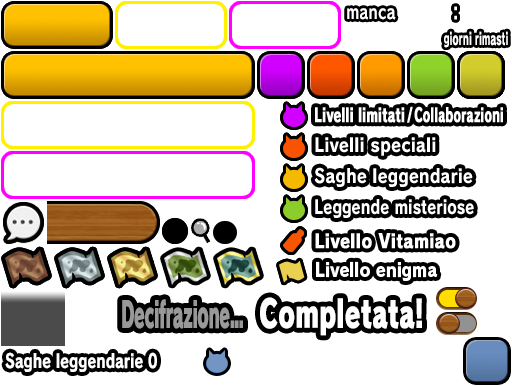 manca 8
giorni rimasti
Livelli limitati/Collaborazioni
Livelli speciali
Saghe leggendarie
Leggende misteriose
Livello Vitamiao
Livello enigma
Decifrazione... Completata!
Saghe leggendarie 0